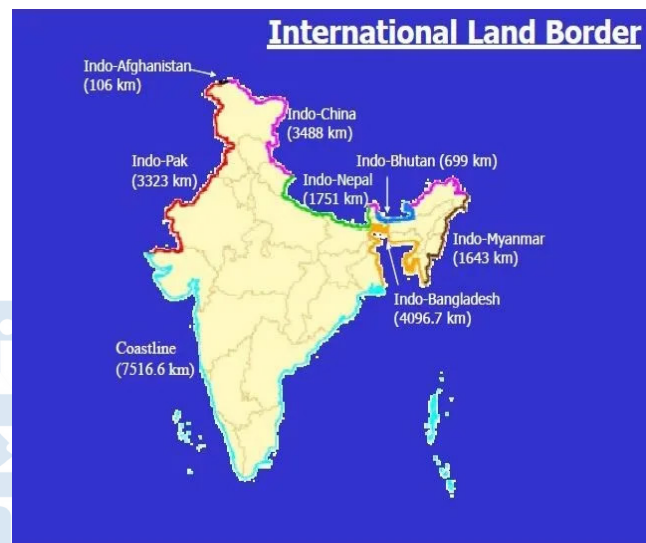 International Land Border
Indo-Afghanistan
(106 km)
Indo-China
(3488 km)
Indo-Pak
(3323 km)
Indo-Bhutan (699 km)
Indo-Nepal
(1751 km)
Indo-Myanmar
(1643 km)
Indo-Bangladesh
(4096.7 km)
Coastline
(7516.6 km)